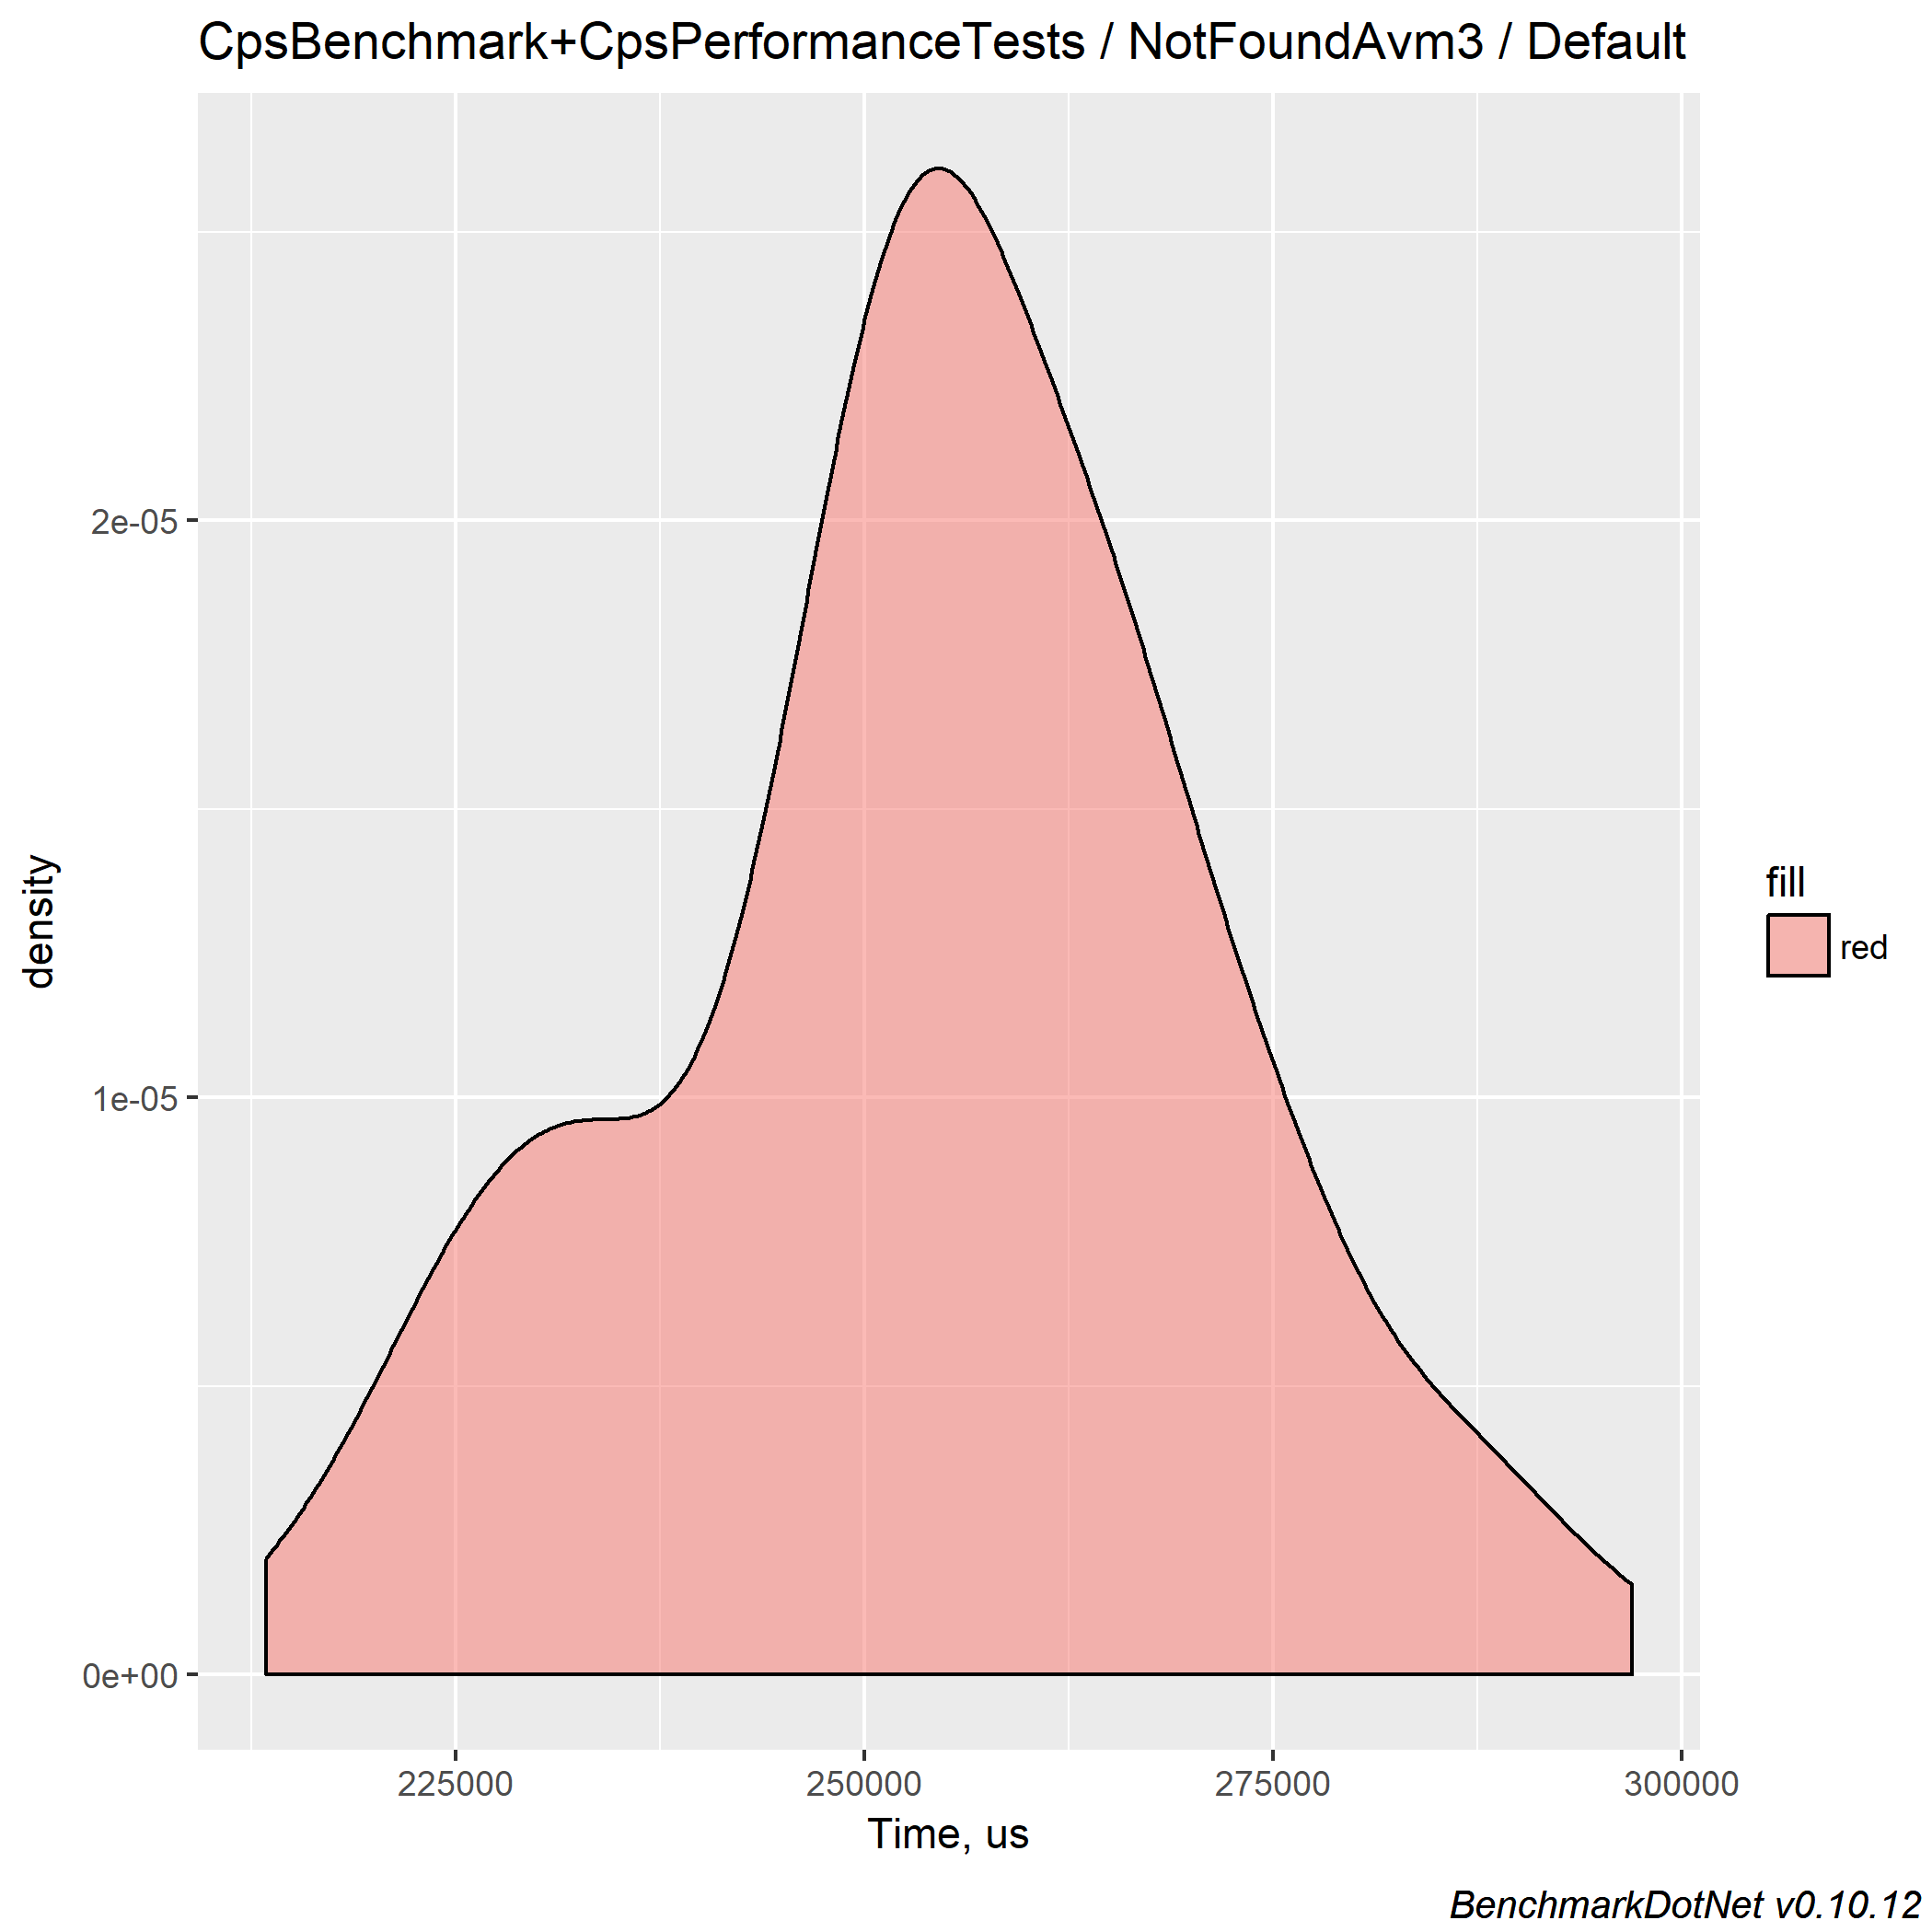 CpsBenchmark+CpsPerformanceTests / NotFoundAvm3 / Default
density
2e-05
1e-05
0e+00
225000 250000 275000 300000
Time, us
fill
red
BenchmarkDotNet v0.10.12